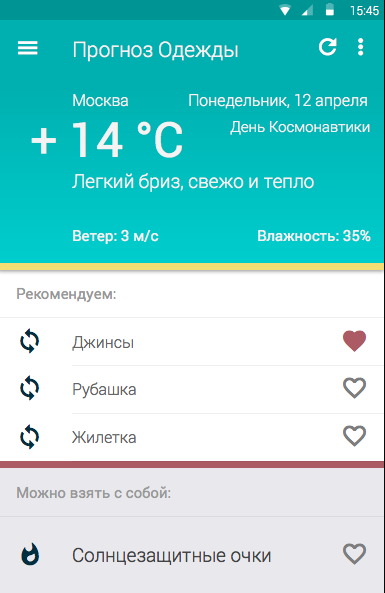 15:45
Прогноз Одежды
Москва Понедельник, 12 апреля
+ 14 °C День Космонавтики
Легкий бриз, свежо и тепло
Ветер: 3 м/с Влажность: 35%
Рекомендуем:
Джинсы
Рубашка
Жилетка
Можно взять с собой:
Солнцезащитные очки